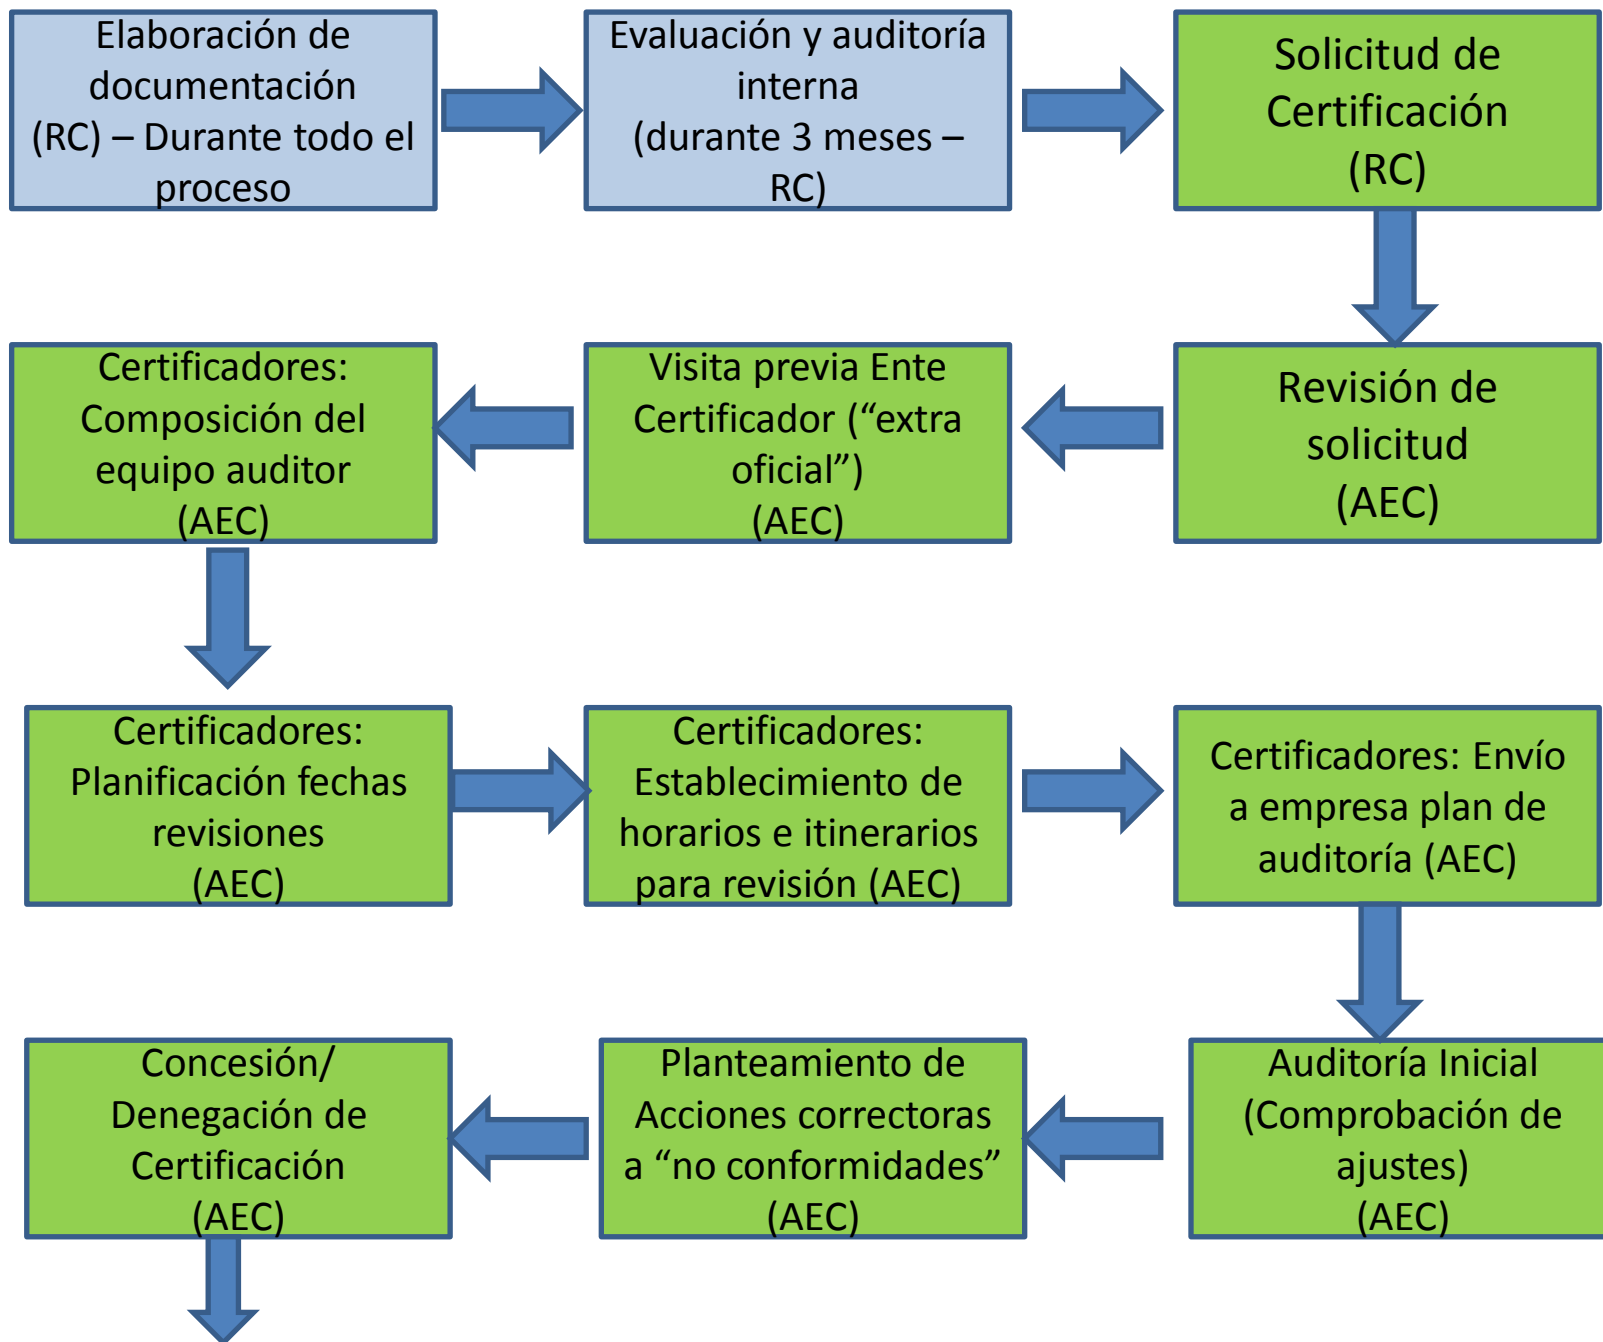 Elaboración de
documentación
(RC) – Durante todo el
proceso
Evaluación y auditoría
interna
(durante 3 meses –
RC)
Solicitud de
Certificación
(RC)
Revisión de
solicitud
(AEC)
Visita previa Ente
Certificador (“extra
oficial”)
(AEC)
Certificadores:
Composición del
equipo auditor
(AEC)
Certificadores:
Planificación fechas
revisiones
(AEC)
Certificadores:
Establecimiento de
horarios e itinerarios
para revisión (AEC)
Certificadores: Envío
a empresa plan de
auditoría (AEC)
Auditoría Inicial
(Comprobación de
ajustes)
(AEC)
Planteamiento de
Acciones correctoras
a “no conformidades”
(AEC)
Concesión/
Denegación de
Certificación
(AEC)